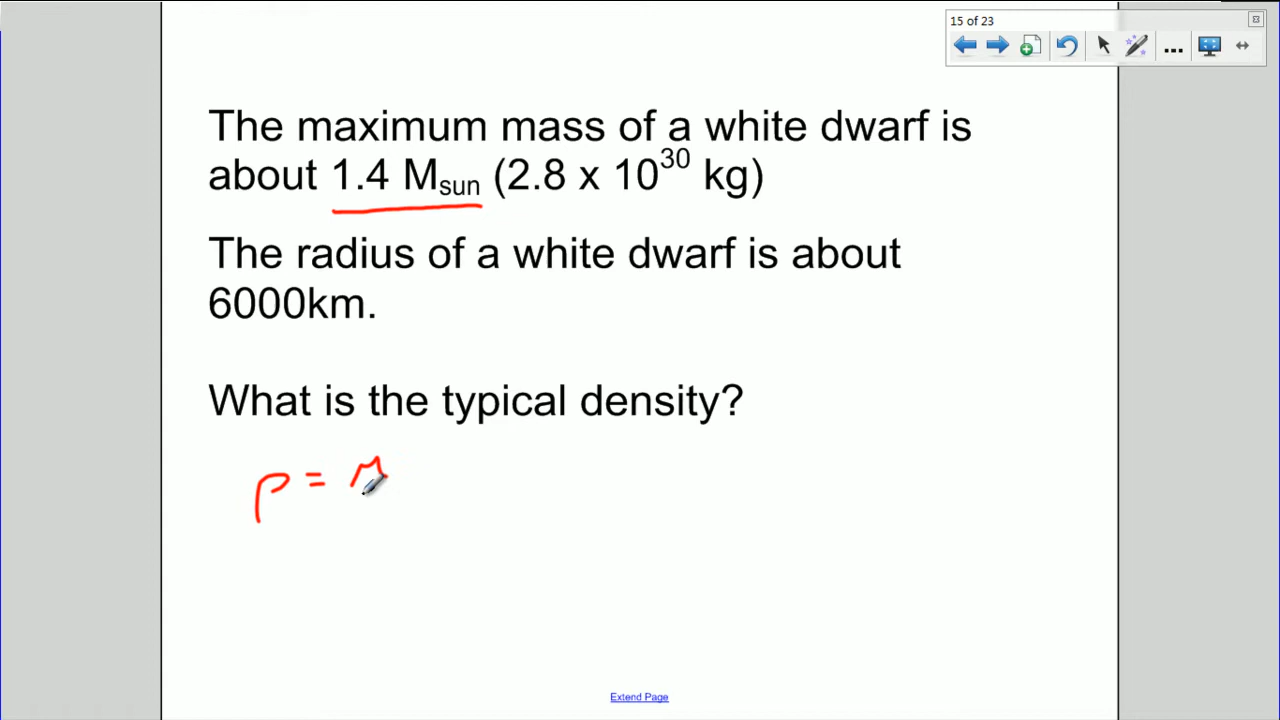 15 of 23
The maximum mass of a white dwarf is
about 1.4 Msun (2.8 x 10^30 kg)
The radius of a white dwarf is about
6000km.
What is the typical density?
ρ = M
Extend Page